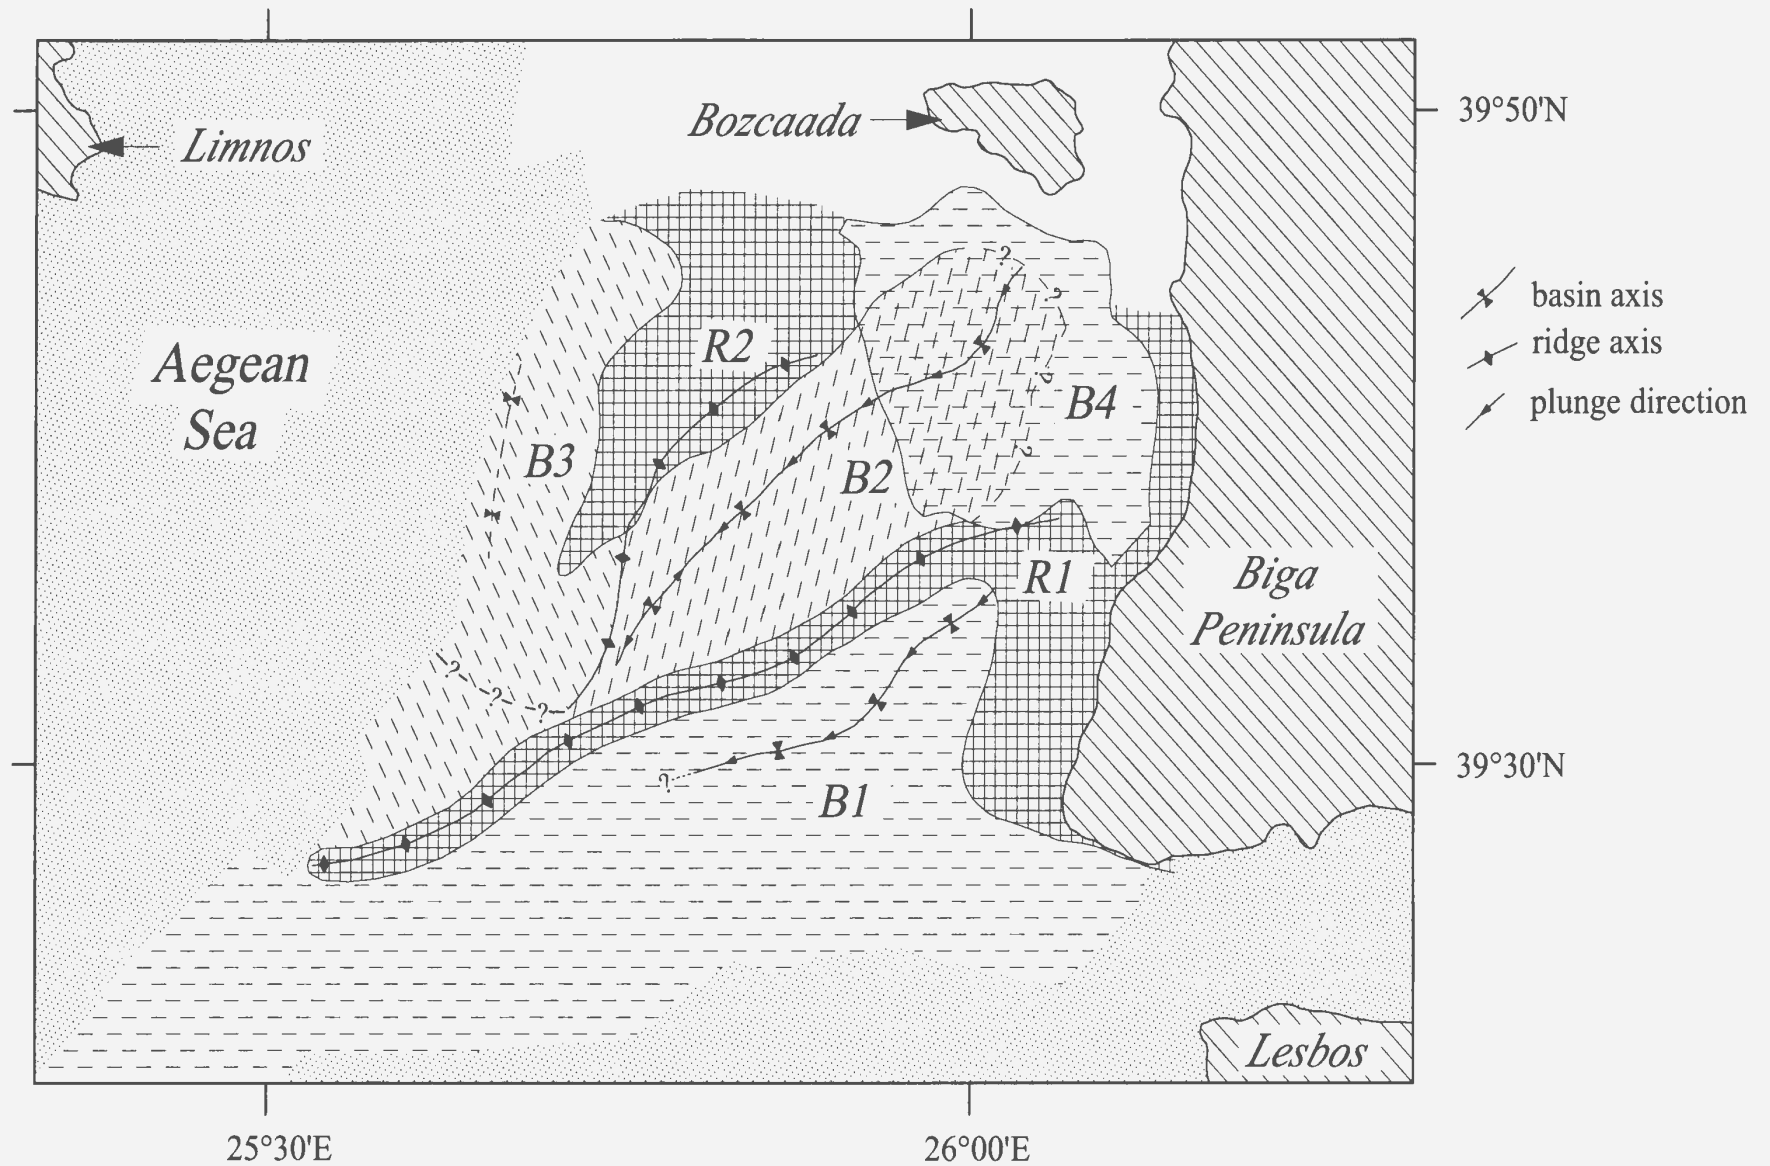 39°50'N
Bozcaada
Limnos
basin axis
ridge axis
plunge direction
Aegean
Sea
R2
B4
B3
B2
R1
Biga
Peninsula
39°30'N
B1
Lesbos
25°30'E
26°00'E
?
?
?
?
?
?
?
?